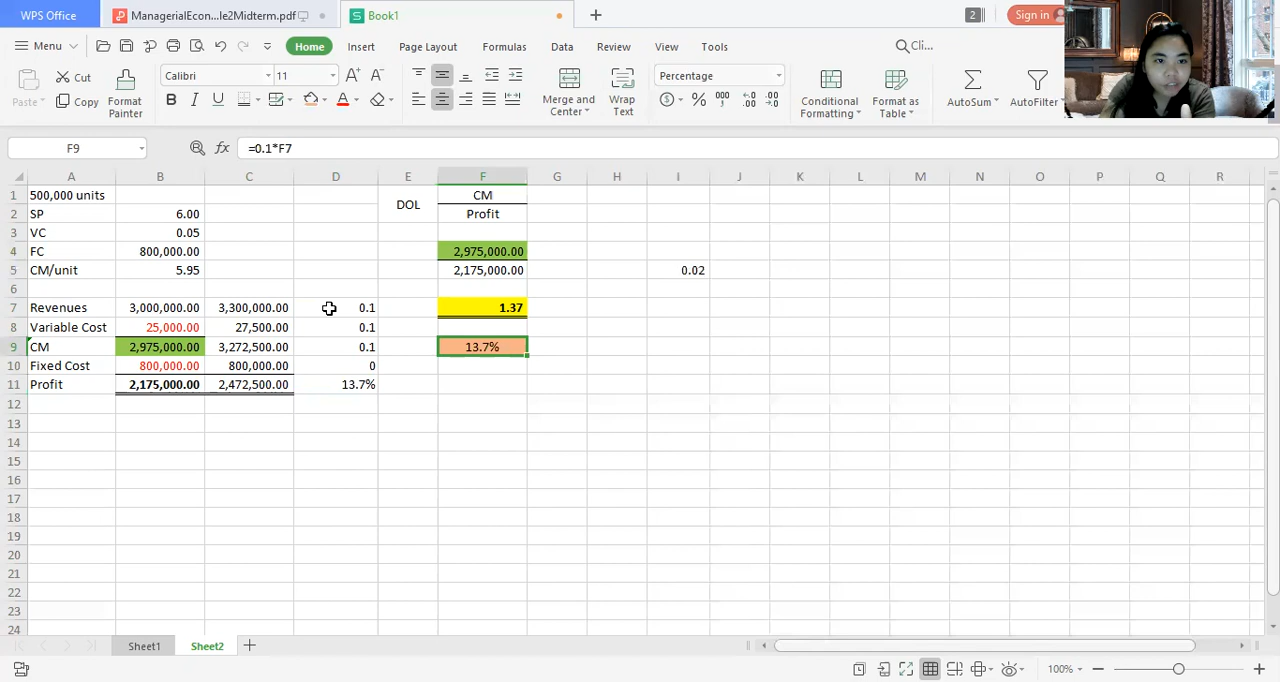 WPS Office
ManagerialEcon...le2Midterm.pdf
Book1
2
Sign in
Menu
Home
Insert
Page Layout
Formulas
Data
Review
View
Tools
Cli...
Paste
Cut
Copy
Format Painter
Calibri
11
B I U A
Merge and Center
Wrap Text
Percentage
Conditional Formatting
Format as Table
AutoSum
AutoFilter
F9
fx
=0.1*F7
A B C D E F G H I J K L M N O P Q R
1 500,000 units DOL CM
2 SP 6.00 Profit
3 VC 0.05
4 FC 800,000.00 2,975,000.00
5 CM/unit 5.95 2,175,000.00 0.02
6
7 Revenues 3,000,000.00 3,300,000.00 0.1 1.37
8 Variable Cost 25,000.00 27,500.00 0.1
9 CM 2,975,000.00 3,272,500.00 0.1 13.7%
10 Fixed Cost 800,000.00 800,000.00 0
11 Profit 2,175,000.00 2,472,500.00 13.7%
12
13
14
15
16
17
18
19
20
21
22
23
24
Sheet1
Sheet2
100%